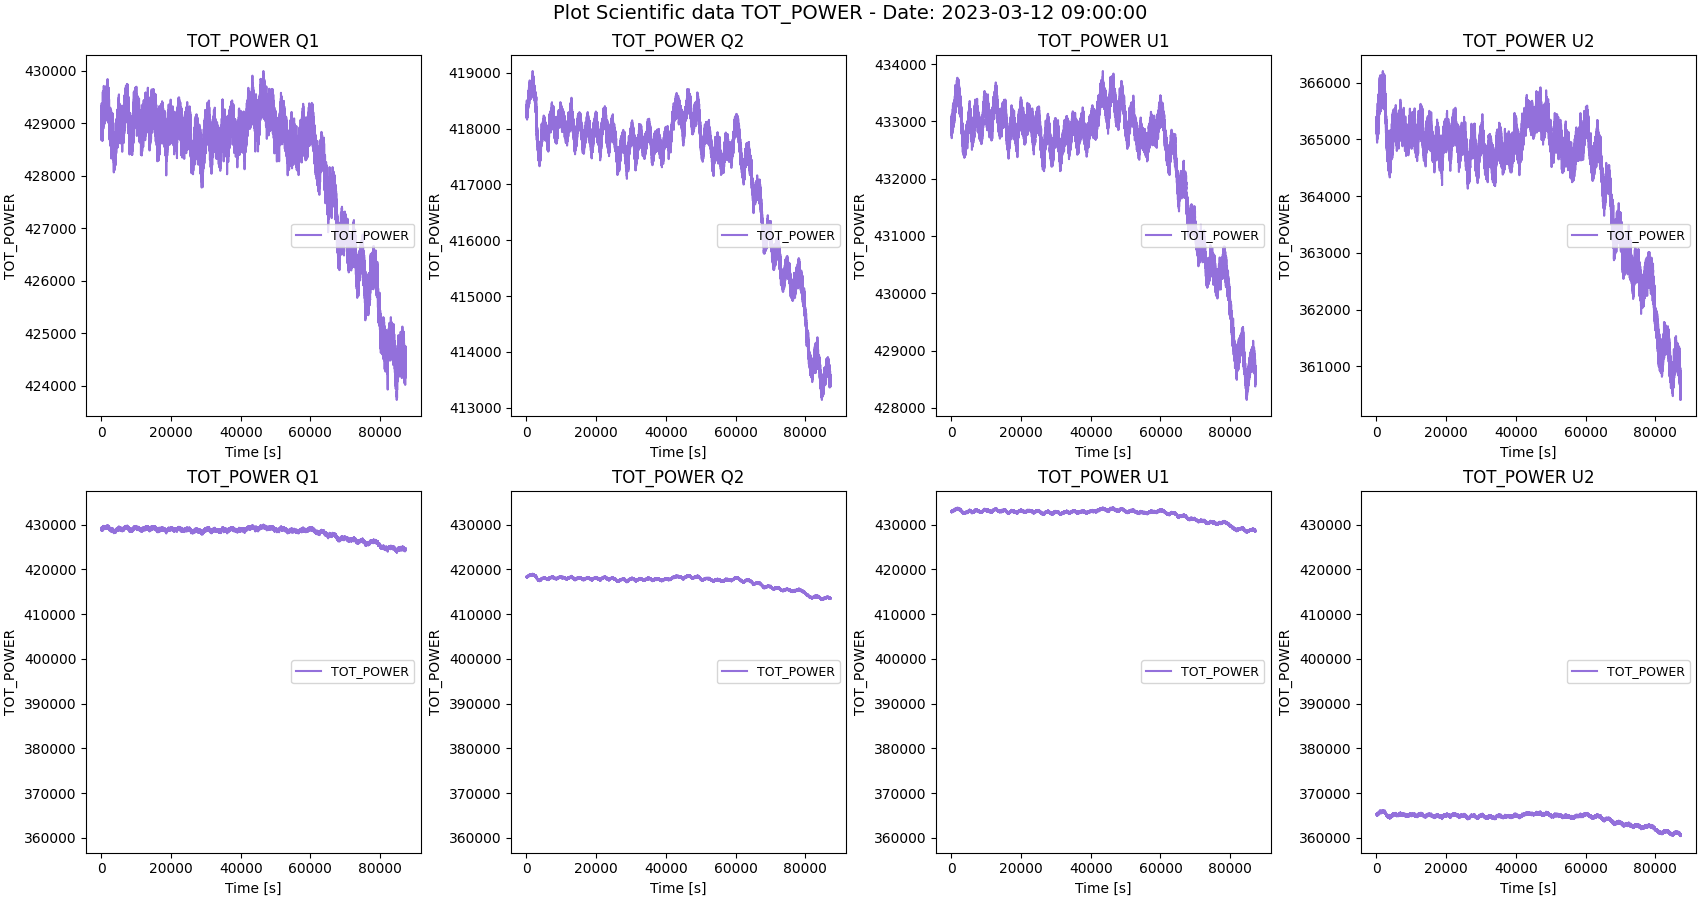 Plot Scientific data TOT_POWER - Date: 2023-03-12 09:00:00
TOT_POWER Q1
TOT_POWER
430000
429000
428000
427000
426000
425000
424000
TOT_POWER
0 20000 40000 60000 80000
Time [s]
TOT_POWER Q2
TOT_POWER
419000
418000
417000
416000
415000
414000
413000
TOT_POWER
0 20000 40000 60000 80000
Time [s]
TOT_POWER U1
TOT_POWER
434000
433000
432000
431000
430000
429000
428000
TOT_POWER
0 20000 40000 60000 80000
Time [s]
TOT_POWER U2
TOT_POWER
366000
365000
364000
363000
362000
361000
TOT_POWER
0 20000 40000 60000 80000
Time [s]
TOT_POWER Q1
TOT_POWER
430000
420000
410000
400000
390000
380000
370000
360000
TOT_POWER
0 20000 40000 60000 80000
Time [s]
TOT_POWER Q2
TOT_POWER
430000
420000
410000
400000
390000
380000
370000
360000
TOT_POWER
0 20000 40000 60000 80000
Time [s]
TOT_POWER U1
TOT_POWER
430000
420000
410000
400000
390000
380000
370000
360000
TOT_POWER
0 20000 40000 60000 80000
Time [s]
TOT_POWER U2
TOT_POWER
430000
420000
410000
400000
390000
380000
370000
360000
TOT_POWER
0 20000 40000 60000 80000
Time [s]